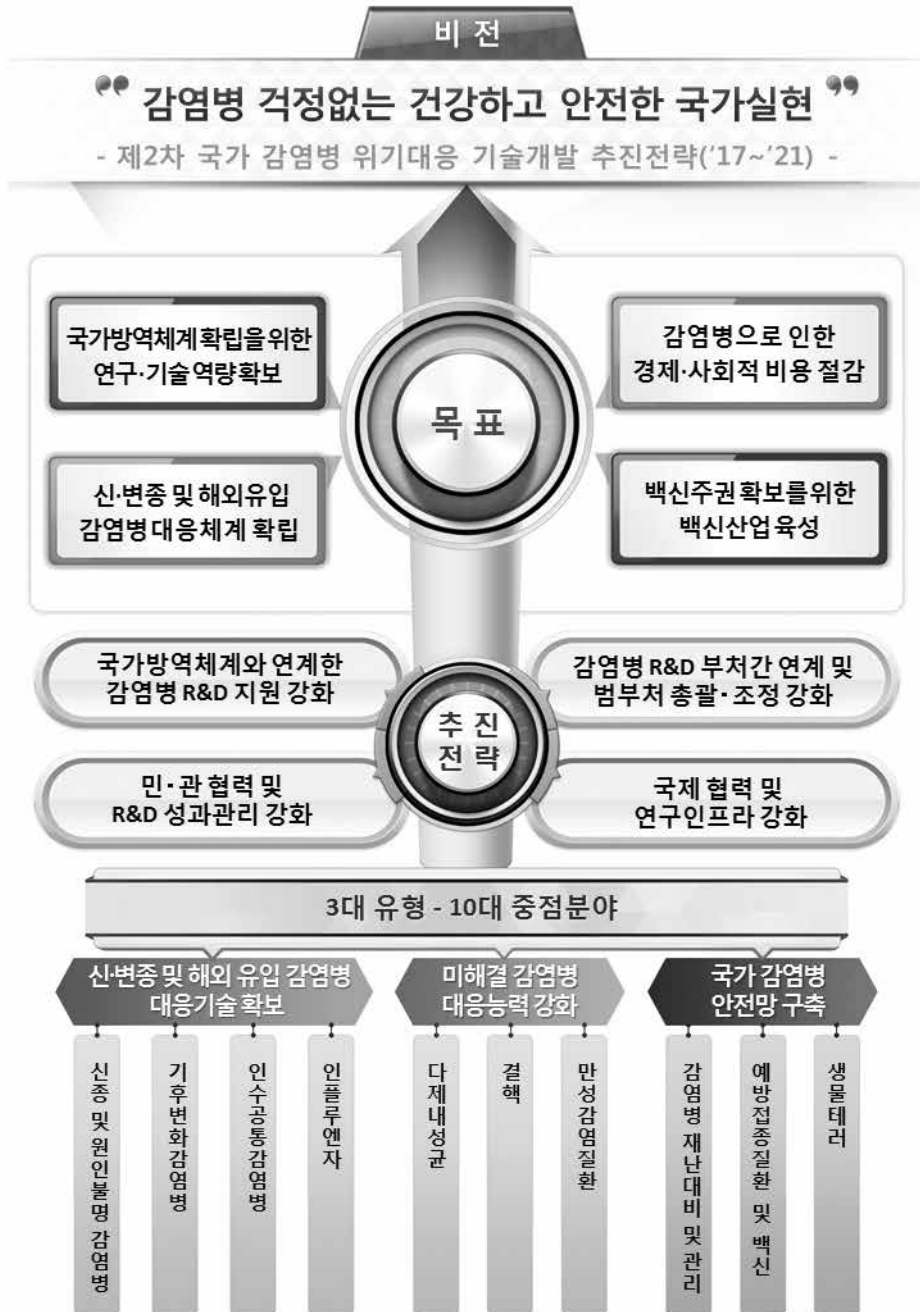 비 전
“ 감염병 걱정없는 건강하고 안전한 국가실현 ”
- 제2차 국가 감염병 위기대응 기술개발 추진전략('17~'21) -
국가방역체계 확립을 위한
연구·기술 역량 확보
감염병으로 인한
경제·사회적 비용 절감
목 표
신·변종 및 해외유입
감염병 대응체계 확립
백신주권 확보를 위한
백신산업 육성
국가방역체계와 연계한
감염병 R&D 지원 강화
감염병 R&D 부처간 연계 및
범부처 총괄·조정 강화
추 진
전 략
민·관 협력 및
R&D 성과관리 강화
국제 협력 및
연구인프라 강화
3대 유형 - 10대 중점분야
신·변종 및 해외 유입 감염병
대응기술 확보
미해결 감염병
대응능력 강화
국가 감염병
안전망 구축
신종 및 원인불명 감염병
기후변화감염병
인수공통감염병
인플루엔자
다제내성균
결핵
만성감염질환
감염병 재난대비 및 관리
예방접종질환 및 백신
생물테러